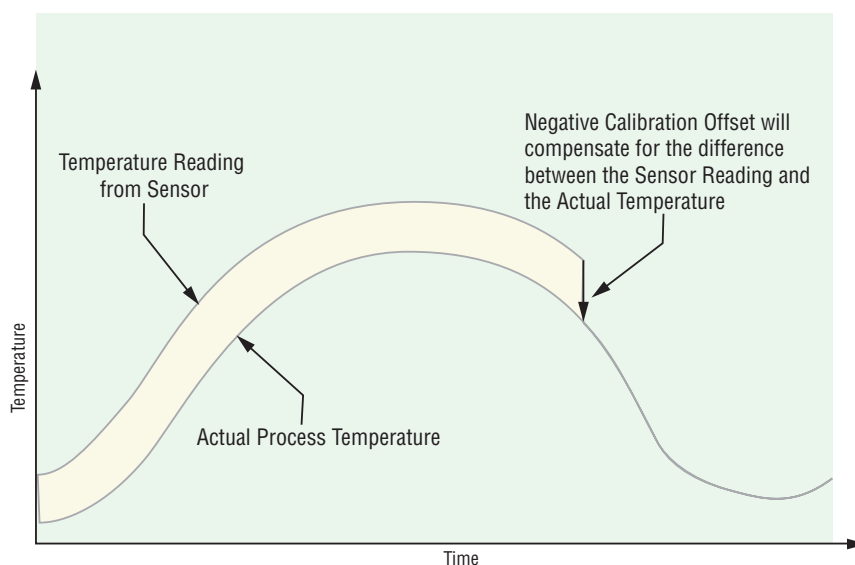 Negative Calibration Offset will
compensate for the difference
between the Sensor Reading and
the Actual Temperature
Temperature Reading
from Sensor
Temperature
Actual Process Temperature
Time